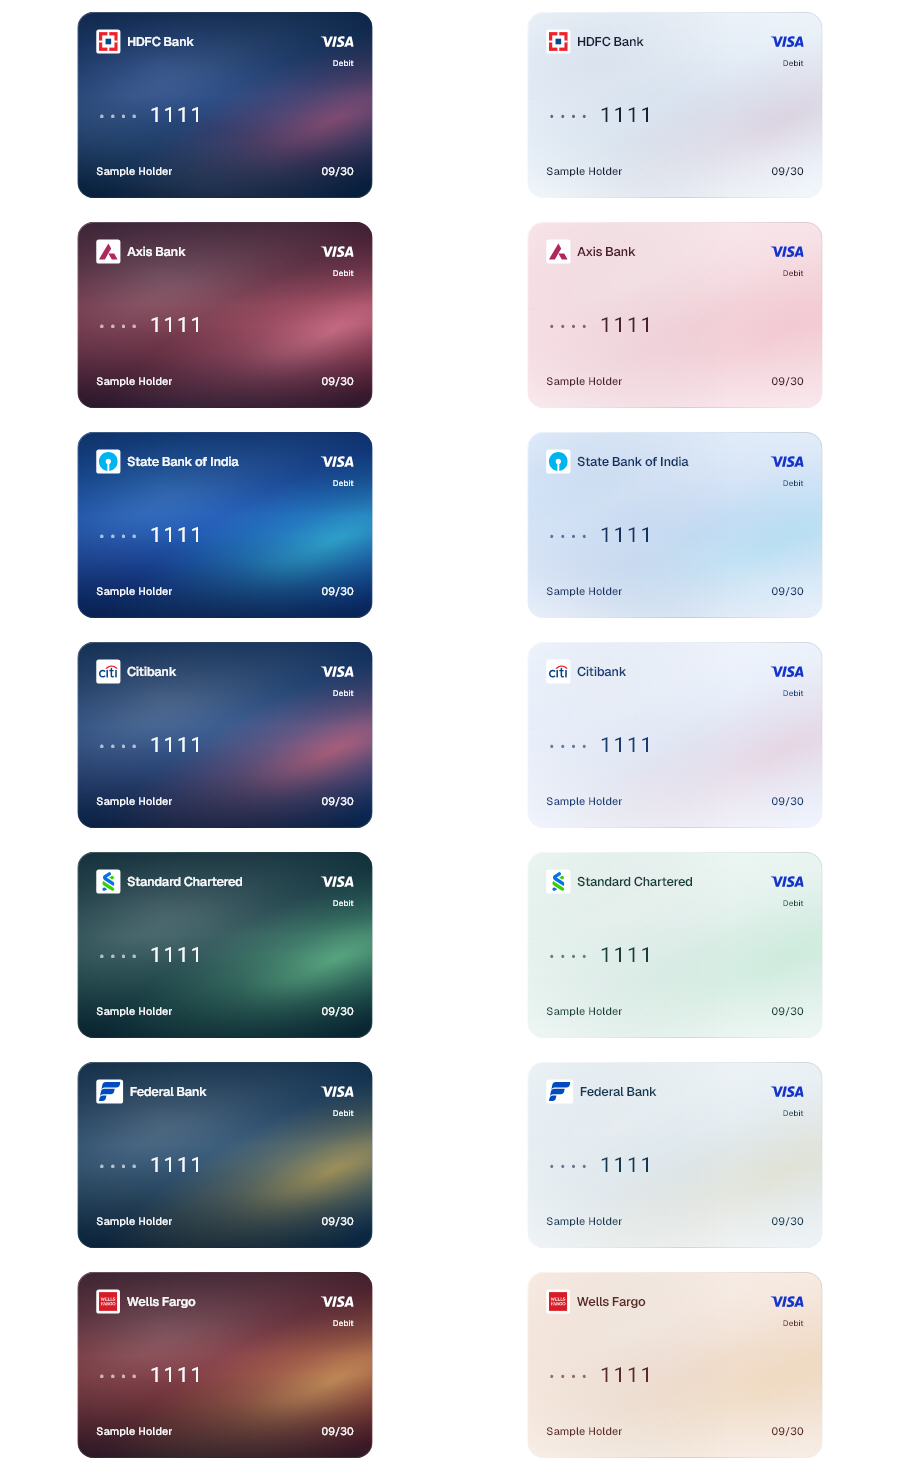 HDFC Bank VISA
Debit
···· 1111
Sample Holder 09/30
HDFC Bank VISA
Debit
···· 1111
Sample Holder 09/30
Axis Bank VISA
Debit
···· 1111
Sample Holder 09/30
Axis Bank VISA
Debit
···· 1111
Sample Holder 09/30
State Bank of India VISA
Debit
···· 1111
Sample Holder 09/30
State Bank of India VISA
Debit
···· 1111
Sample Holder 09/30
citi Citibank VISA
Debit
···· 1111
Sample Holder 09/30
citi Citibank VISA
Debit
···· 1111
Sample Holder 09/30
Standard Chartered VISA
Debit
···· 1111
Sample Holder 09/30
Standard Chartered VISA
Debit
···· 1111
Sample Holder 09/30
Federal Bank VISA
Debit
···· 1111
Sample Holder 09/30
Federal Bank VISA
Debit
···· 1111
Sample Holder 09/30
WELLS FARGO Wells Fargo VISA
Debit
···· 1111
Sample Holder 09/30
WELLS FARGO Wells Fargo VISA
Debit
···· 1111
Sample Holder 09/30